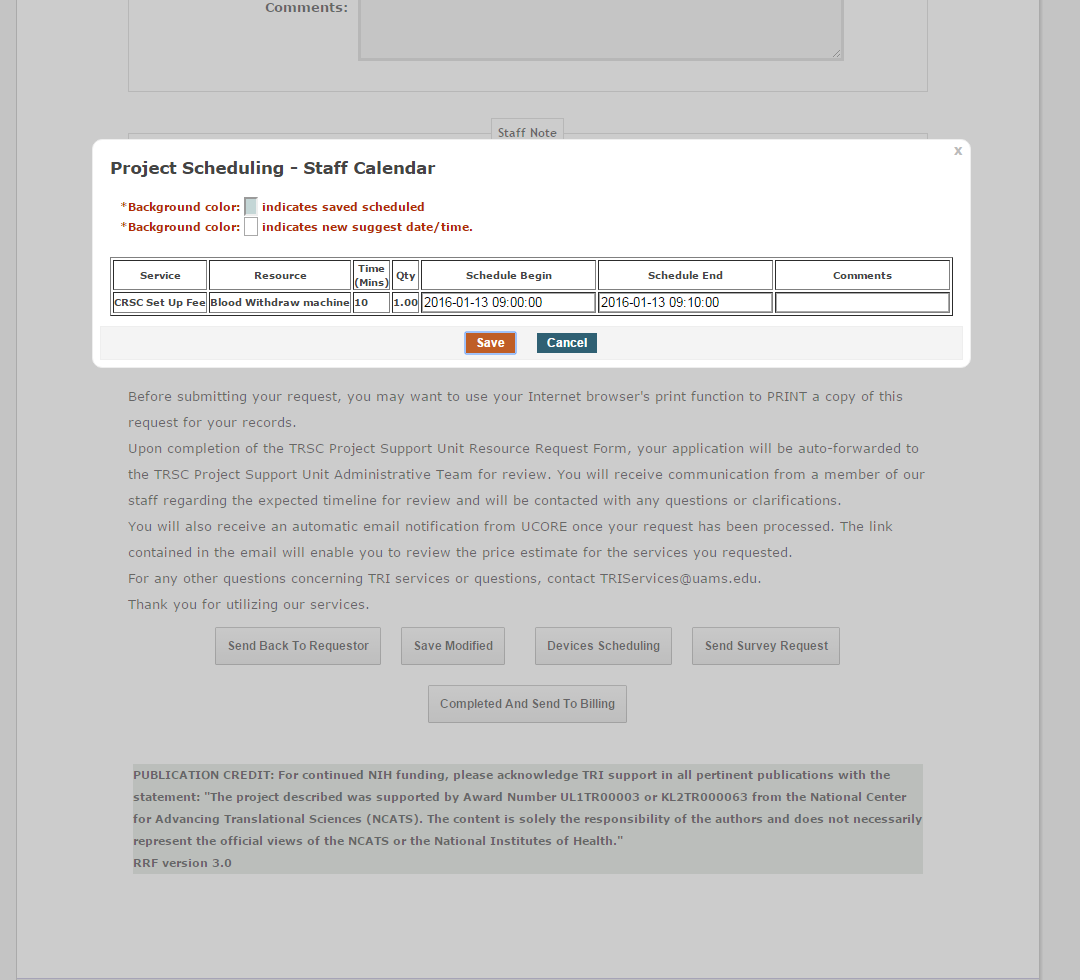 Comments:
Staff Note
x
Project Scheduling - Staff Calendar
*Background color: indicates saved scheduled
*Background color: indicates new suggest date/time.
Service Resource Time (Mins) Qty Schedule Begin Schedule End Comments
CRSC Set Up Fee Blood Withdraw machine 10 1.00 2016-01-13 09:00:00 2016-01-13 09:10:00
Save Cancel
Before submitting your request, you may want to use your Internet browser's print function to PRINT a copy of this
request for your records.
Upon completion of the TRSC Project Support Unit Resource Request Form, your application will be auto-forwarded to
the TRSC Project Support Unit Administrative Team for review. You will receive communication from a member of our
staff regarding the expected timeline for review and will be contacted with any questions or clarifications.
You will also receive an automatic email notification from UCORE once your request has been processed. The link
contained in the email will enable you to review the price estimate for the services you requested.
For any other questions concerning TRI services or questions, contact TRIServices@uams.edu.
Thank you for utilizing our services.
Send Back To Requestor Save Modified Devices Scheduling Send Survey Request
Completed And Send To Billing
PUBLICATION CREDIT: For continued NIH funding, please acknowledge TRI support in all pertinent publications with the
statement: "The project described was supported by Award Number UL1TR00003 or KL2TR000063 from the National Center
for Advancing Translational Sciences (NCATS). The content is solely the responsibility of the authors and does not necessarily
represent the official views of the NCATS or the National Institutes of Health."
RRF version 3.0